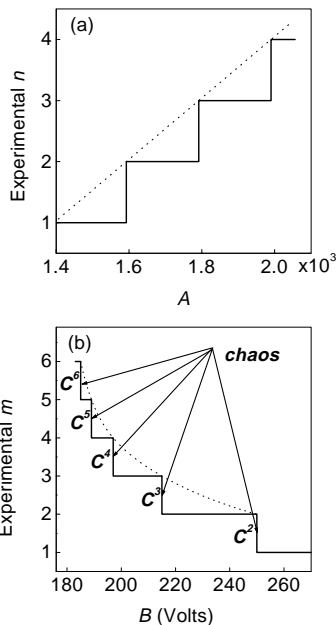 (a)
Experimental n
4
3
2
1
1.4
1.6
1.8
2.0
x10³
A
(b)
Experimental m
6
5
4
3
2
1
chaos
C⁶
C⁵
C⁴
C³
C²
180
200
220
240
260
B (Volts)